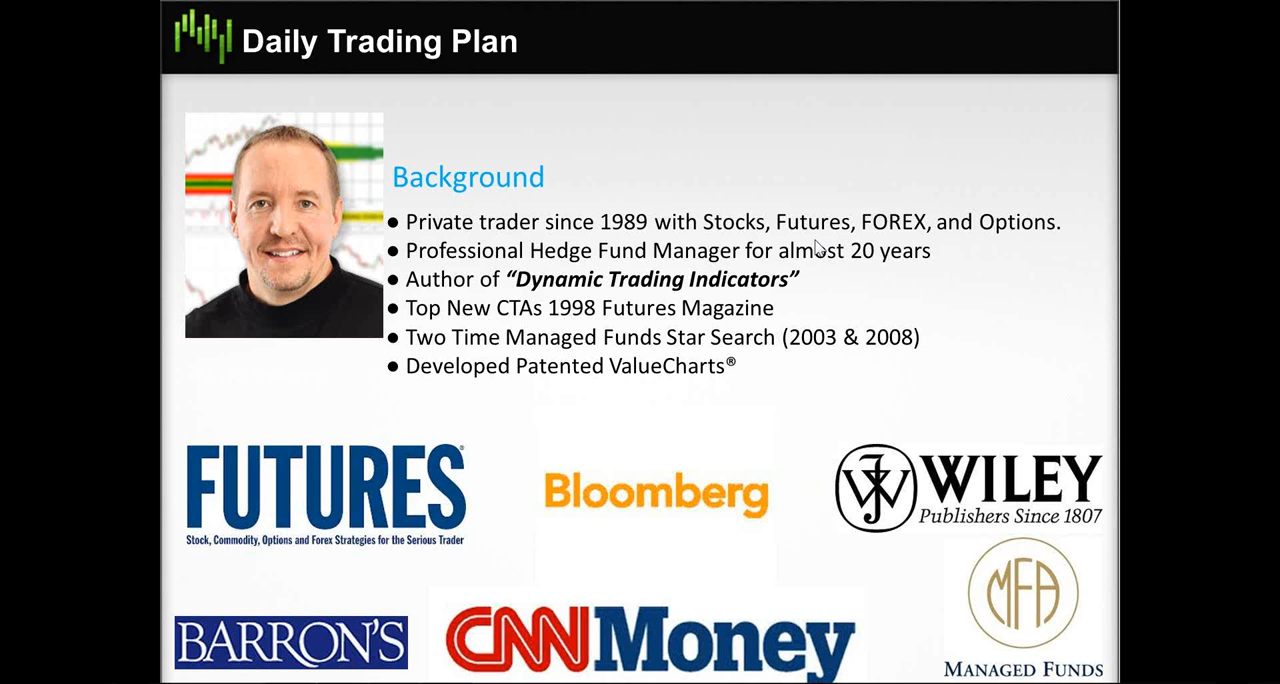 Daily Trading Plan
Background
● Private trader since 1989 with Stocks, Futures, FOREX, and Options.
● Professional Hedge Fund Manager for almost 20 years
● Author of “Dynamic Trading Indicators”
● Top New CTAs 1998 Futures Magazine
● Two Time Managed Funds Star Search (2003 & 2008)
● Developed Patented ValueCharts®
FUTURES®
Stock, Commodity, Options and Forex Strategies for the Serious Trader
Bloomberg
JW WILEY
Publishers Since 1807
BARRON'S
CNNMoney
MFA
MANAGED FUNDS